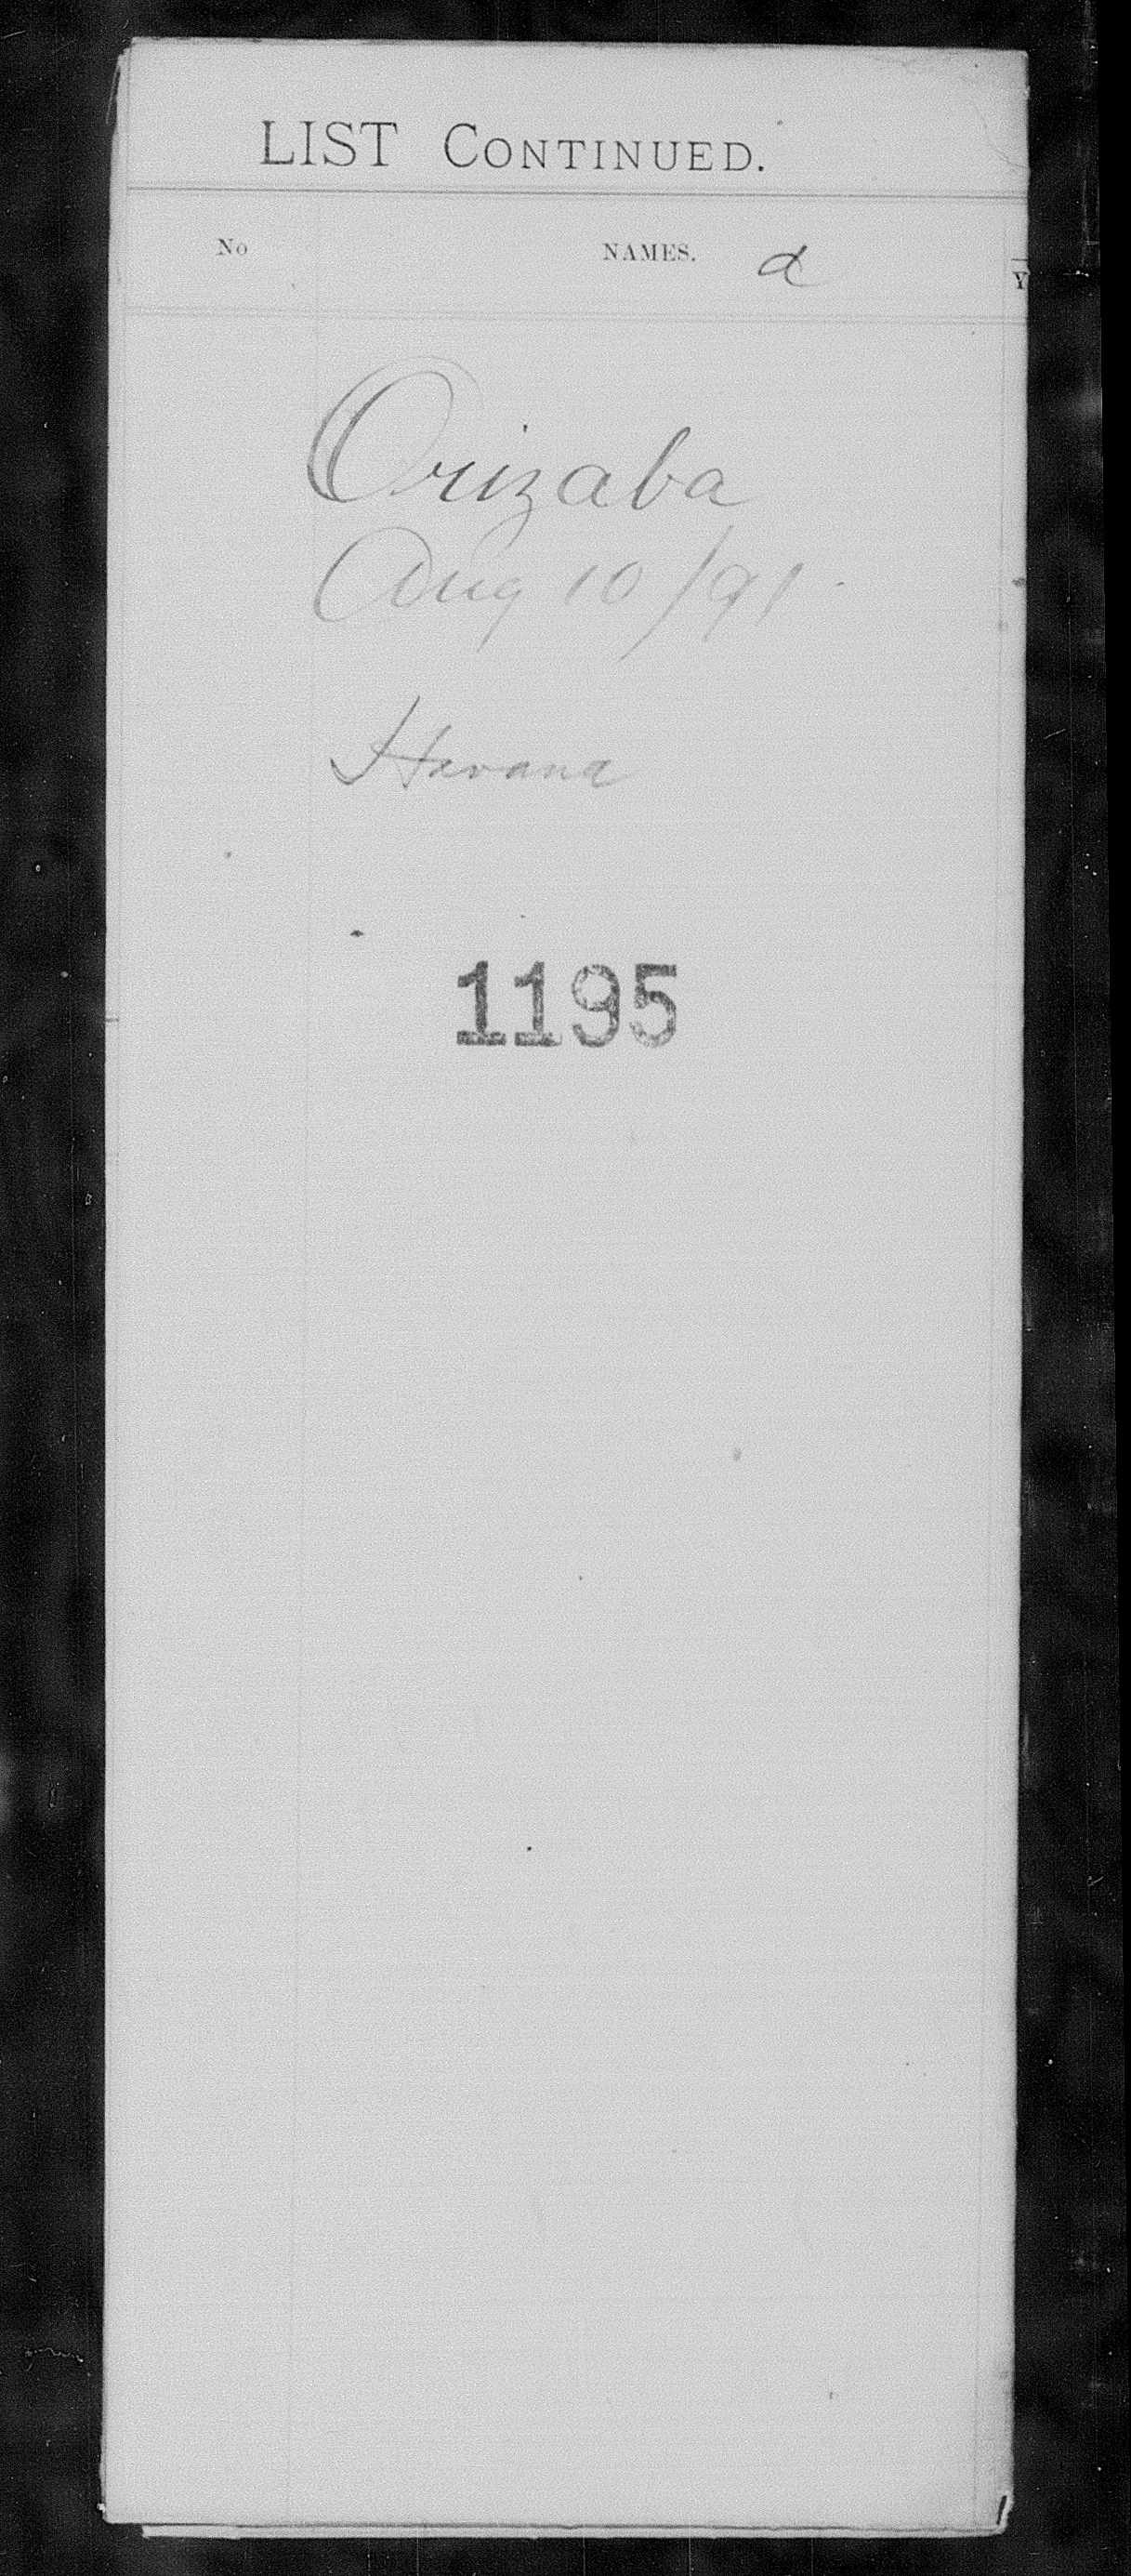 LIST CONTINUED.
No NAMES. a Y
Orizaba
Aug 10/91.
Havana
1195